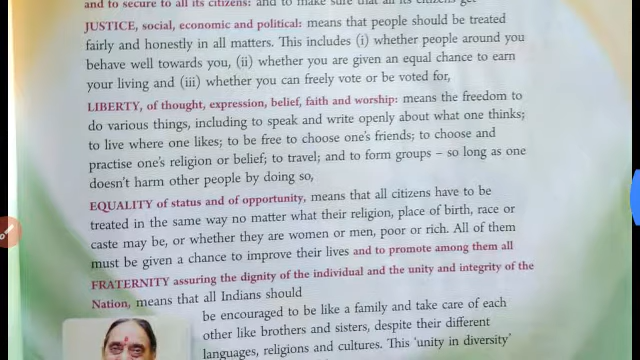 and to secure to all its citizens: and to make sure that all its citizens get
JUSTICE, social, economic and political: means that people should be treated
fairly and honestly in all matters. This includes (i) whether people around you
behave well towards you, (ii) whether you are given an equal chance to earn
your living and (iii) whether you can freely vote or be voted for,
LIBERTY, of thought, expression, belief, faith and worship: means the freedom to
do various things, including to speak and write openly about what one thinks;
to live where one likes; to be free to choose one's friends; to choose and
practise one's religion or belief; to travel; and to form groups – so long as one
doesn't harm other people by doing so,
EQUALITY of status and of opportunity, means that all citizens have to be
treated in the same way no matter what their religion, place of birth, race or
caste may be, or whether they are women or men, poor or rich. All of them
must be given a chance to improve their lives and to promote among them all
FRATERNITY assuring the dignity of the individual and the unity and integrity of the
Nation, means that all Indians should
be encouraged to be like a family and take care of each
other like brothers and sisters, despite their different
languages, religions and cultures. This 'unity in diversity'